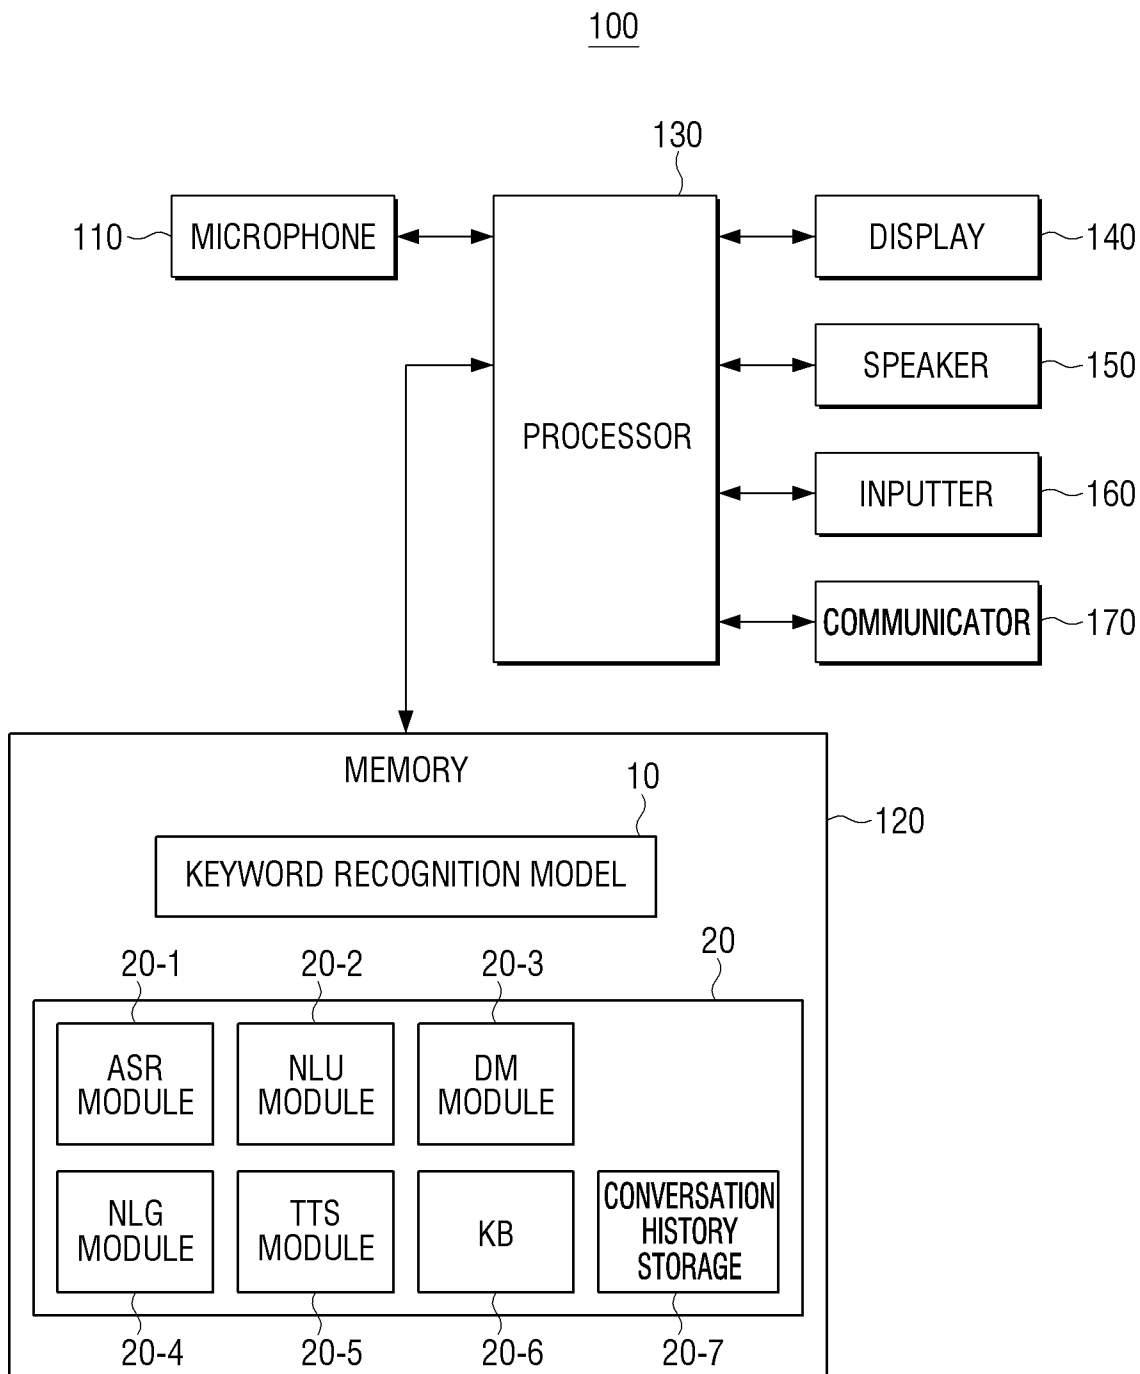 100
130
110 MICROPHONE
DISPLAY 140
SPEAKER 150
PROCESSOR
INPUTTER 160
COMMUNICATOR 170
MEMORY
10
120
KEYWORD RECOGNITION MODEL
20
20-1 20-2 20-3
ASR
MODULE
NLU
MODULE
DM
MODULE
NLG
MODULE
TTS
MODULE
KB
CONVERSATION
HISTORY
STORAGE
20-4 20-5 20-6 20-7